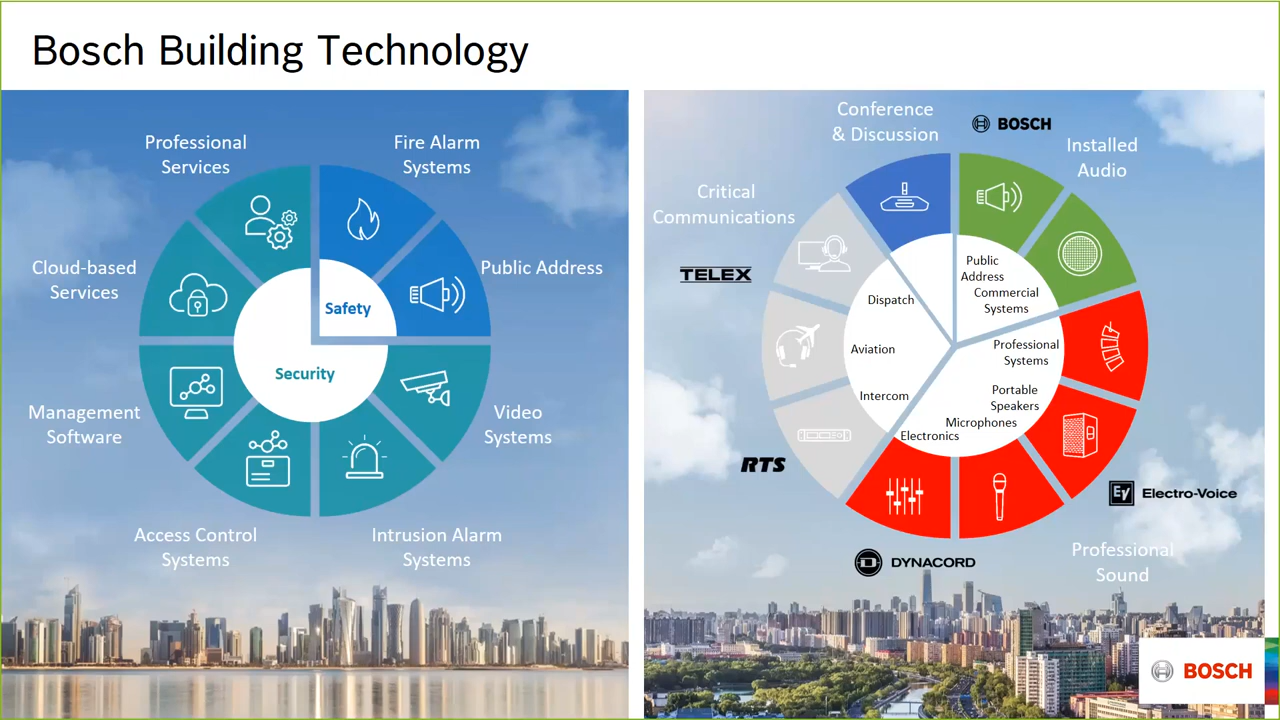 Bosch Building Technology
Professional
Services
Fire Alarm
Systems
Cloud-based
Services
Public Address
Safety
Security
Management
Software
Video
Systems
Access Control
Systems
Intrusion Alarm
Systems
Conference
& Discussion
BOSCH
Installed
Audio
Critical
Communications
TELEX
Public
Address
Commercial
Systems
Dispatch
Aviation
Intercom
Professional
Systems
Portable
Speakers
Microphones
Electronics
RTS
EV Electro-Voice
DYNACORD
Professional
Sound
BOSCH